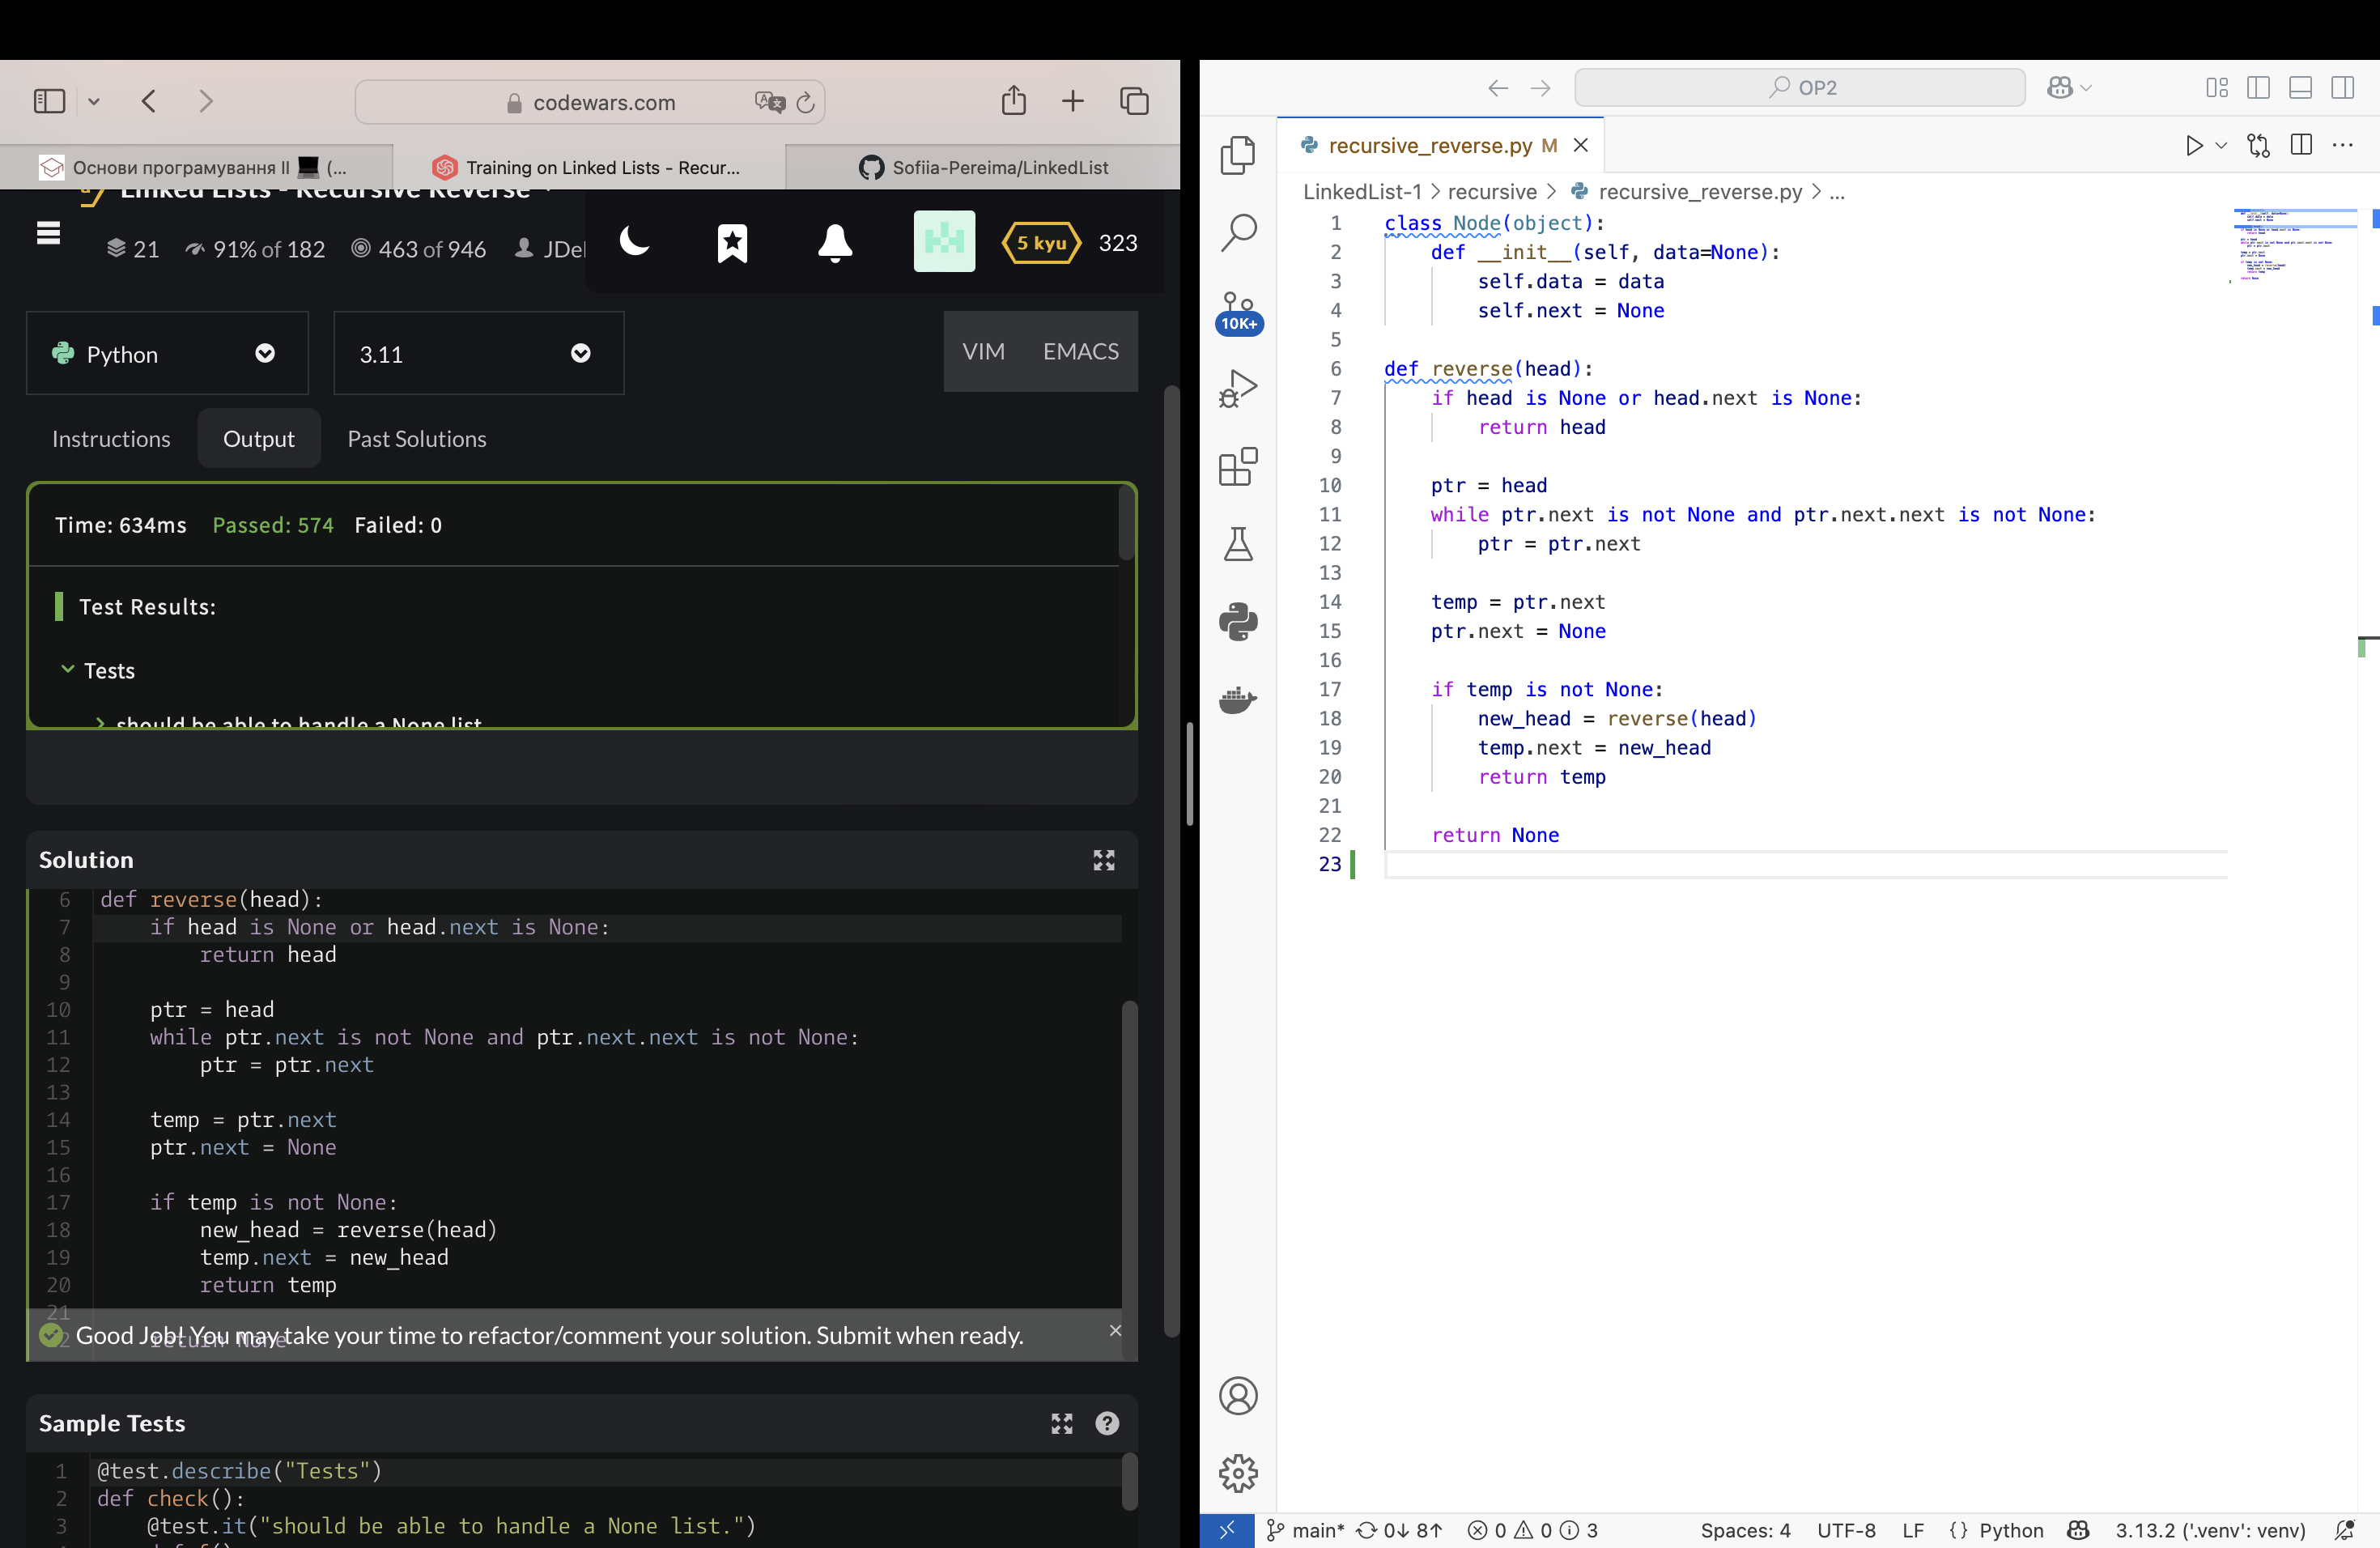 codewars.com
Основи програмування II 💻 (...
Training on Linked Lists - Recur...
Sofiia-Pereima/LinkedList
Linked Lists - Recursive Reverse
21
91% of 182
463 of 946
JDe
5 kyu
323
Python
3.11
VIM
EMACS
Instructions
Output
Past Solutions
Time: 634ms Passed: 574 Failed: 0
Test Results:
Tests
should be able to handle a None list
Solution
6 def reverse(head):
7 if head is None or head.next is None:
8 return head
9
10 ptr = head
11 while ptr.next is not None and ptr.next.next is not None:
12 ptr = ptr.next
13
14 temp = ptr.next
15 ptr.next = None
16
17 if temp is not None:
18 new_head = reverse(head)
19 temp.next = new_head
20 return temp
21
return None
Good Job! You may take your time to refactor/comment your solution. Submit when ready.
Sample Tests
1 @test.describe("Tests")
2 def check():
3 @test.it("should be able to handle a None list.")
OP2
recursive_reverse.py M
LinkedList-1 > recursive > recursive_reverse.py > ...
10K+
1 class Node(object):
2 def __init__(self, data=None):
3 self.data = data
4 self.next = None
5
6 def reverse(head):
7 if head is None or head.next is None:
8 return head
9
10 ptr = head
11 while ptr.next is not None and ptr.next.next is not None:
12 ptr = ptr.next
13
14 temp = ptr.next
15 ptr.next = None
16
17 if temp is not None:
18 new_head = reverse(head)
19 temp.next = new_head
20 return temp
21
22 return None
23
main* 0↓ 8↑ 0 0 3
Spaces: 4 UTF-8 LF {} Python 3.13.2 ('.venv': venv)